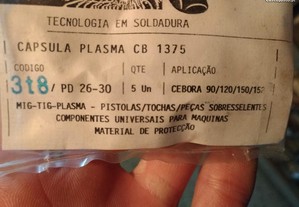 TECNOLOGIA EM SOLDADURA
CAPSULA PLASMA CB 1375
CODIGO QTE APLICAÇÃO
3t8/ PD 26-30 5 Un CEBORA 90/120/150/152
MIG-TIG-PLASMA - PISTOLAS/TOCHAS/PEÇAS SOBRESSELENTES
COMPONENTES UNIVERSAIS PARA MAQUINAS
MATERIAL DE PROTECÇÃO